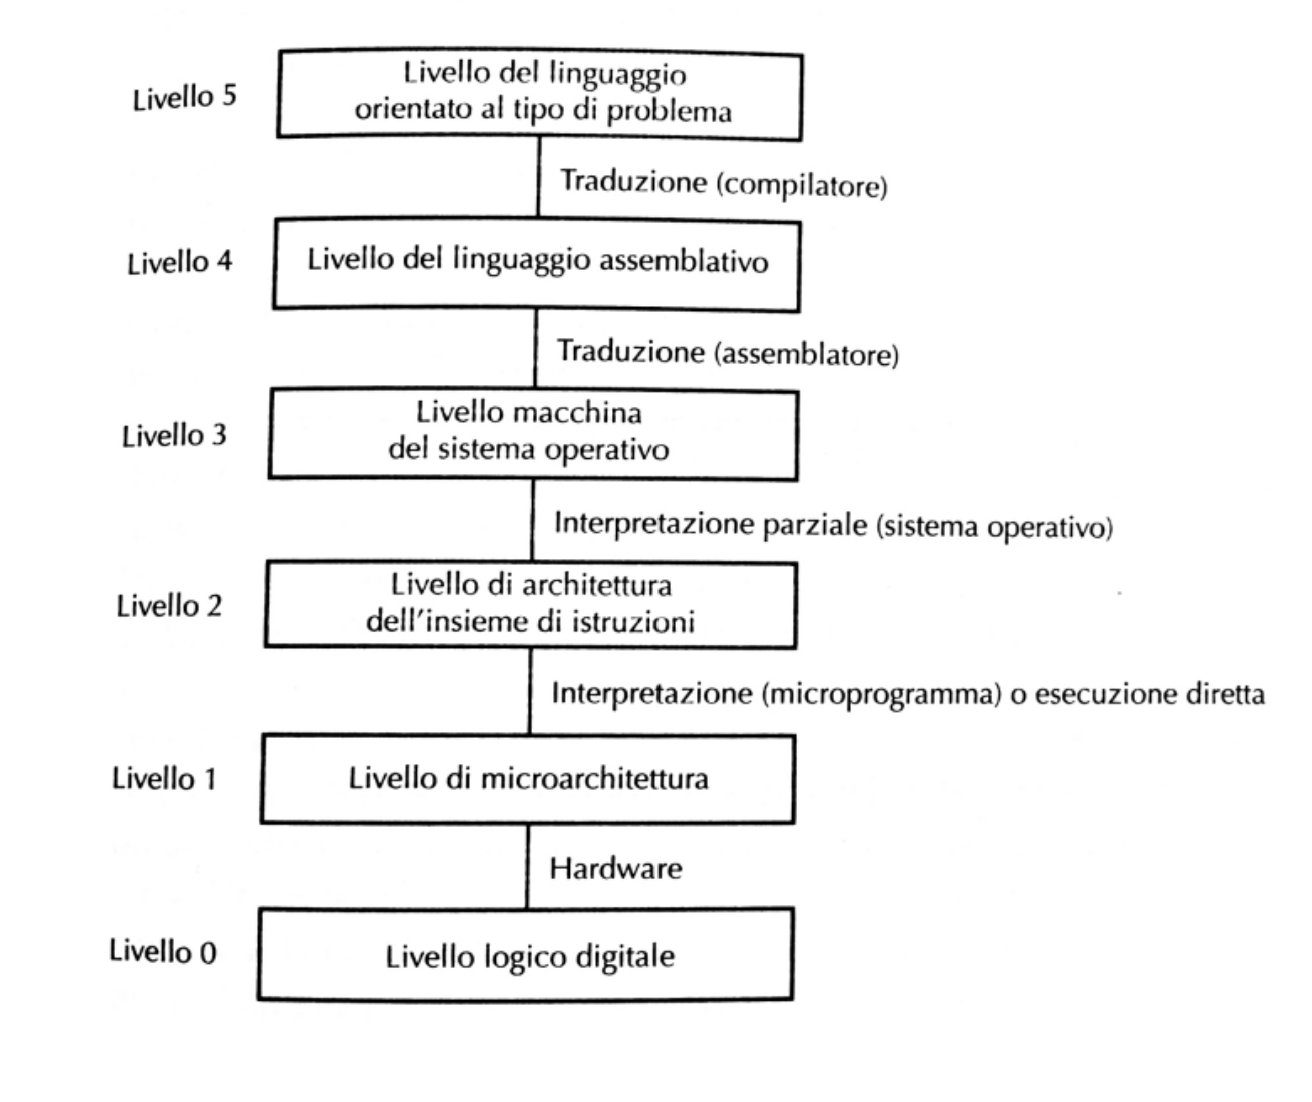 Livello 5
Livello del linguaggio
orientato al tipo di problema
Traduzione (compilatore)
Livello 4
Livello del linguaggio assemblativo
Traduzione (assemblatore)
Livello 3
Livello macchina
del sistema operativo
Interpretazione parziale (sistema operativo)
Livello 2
Livello di architettura
dell'insieme di istruzioni
Interpretazione (microprogramma) o esecuzione diretta
Livello 1
Livello di microarchitettura
Hardware
Livello 0
Livello logico digitale